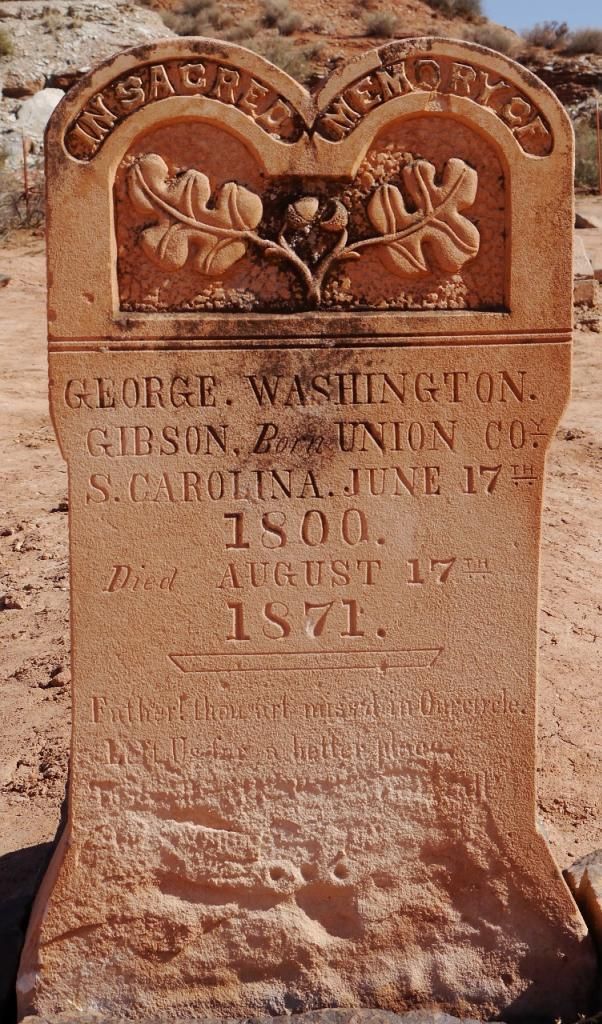 IN SACRED MEMORY OF
GEORGE. WASHINGTON.
GIBSON, Born UNION CO.Y
S. CAROLINA. JUNE 17TH
1800.
Died AUGUST 17TH
1871.
Father! thou art missed in Our circle.
Left Us for a better place,